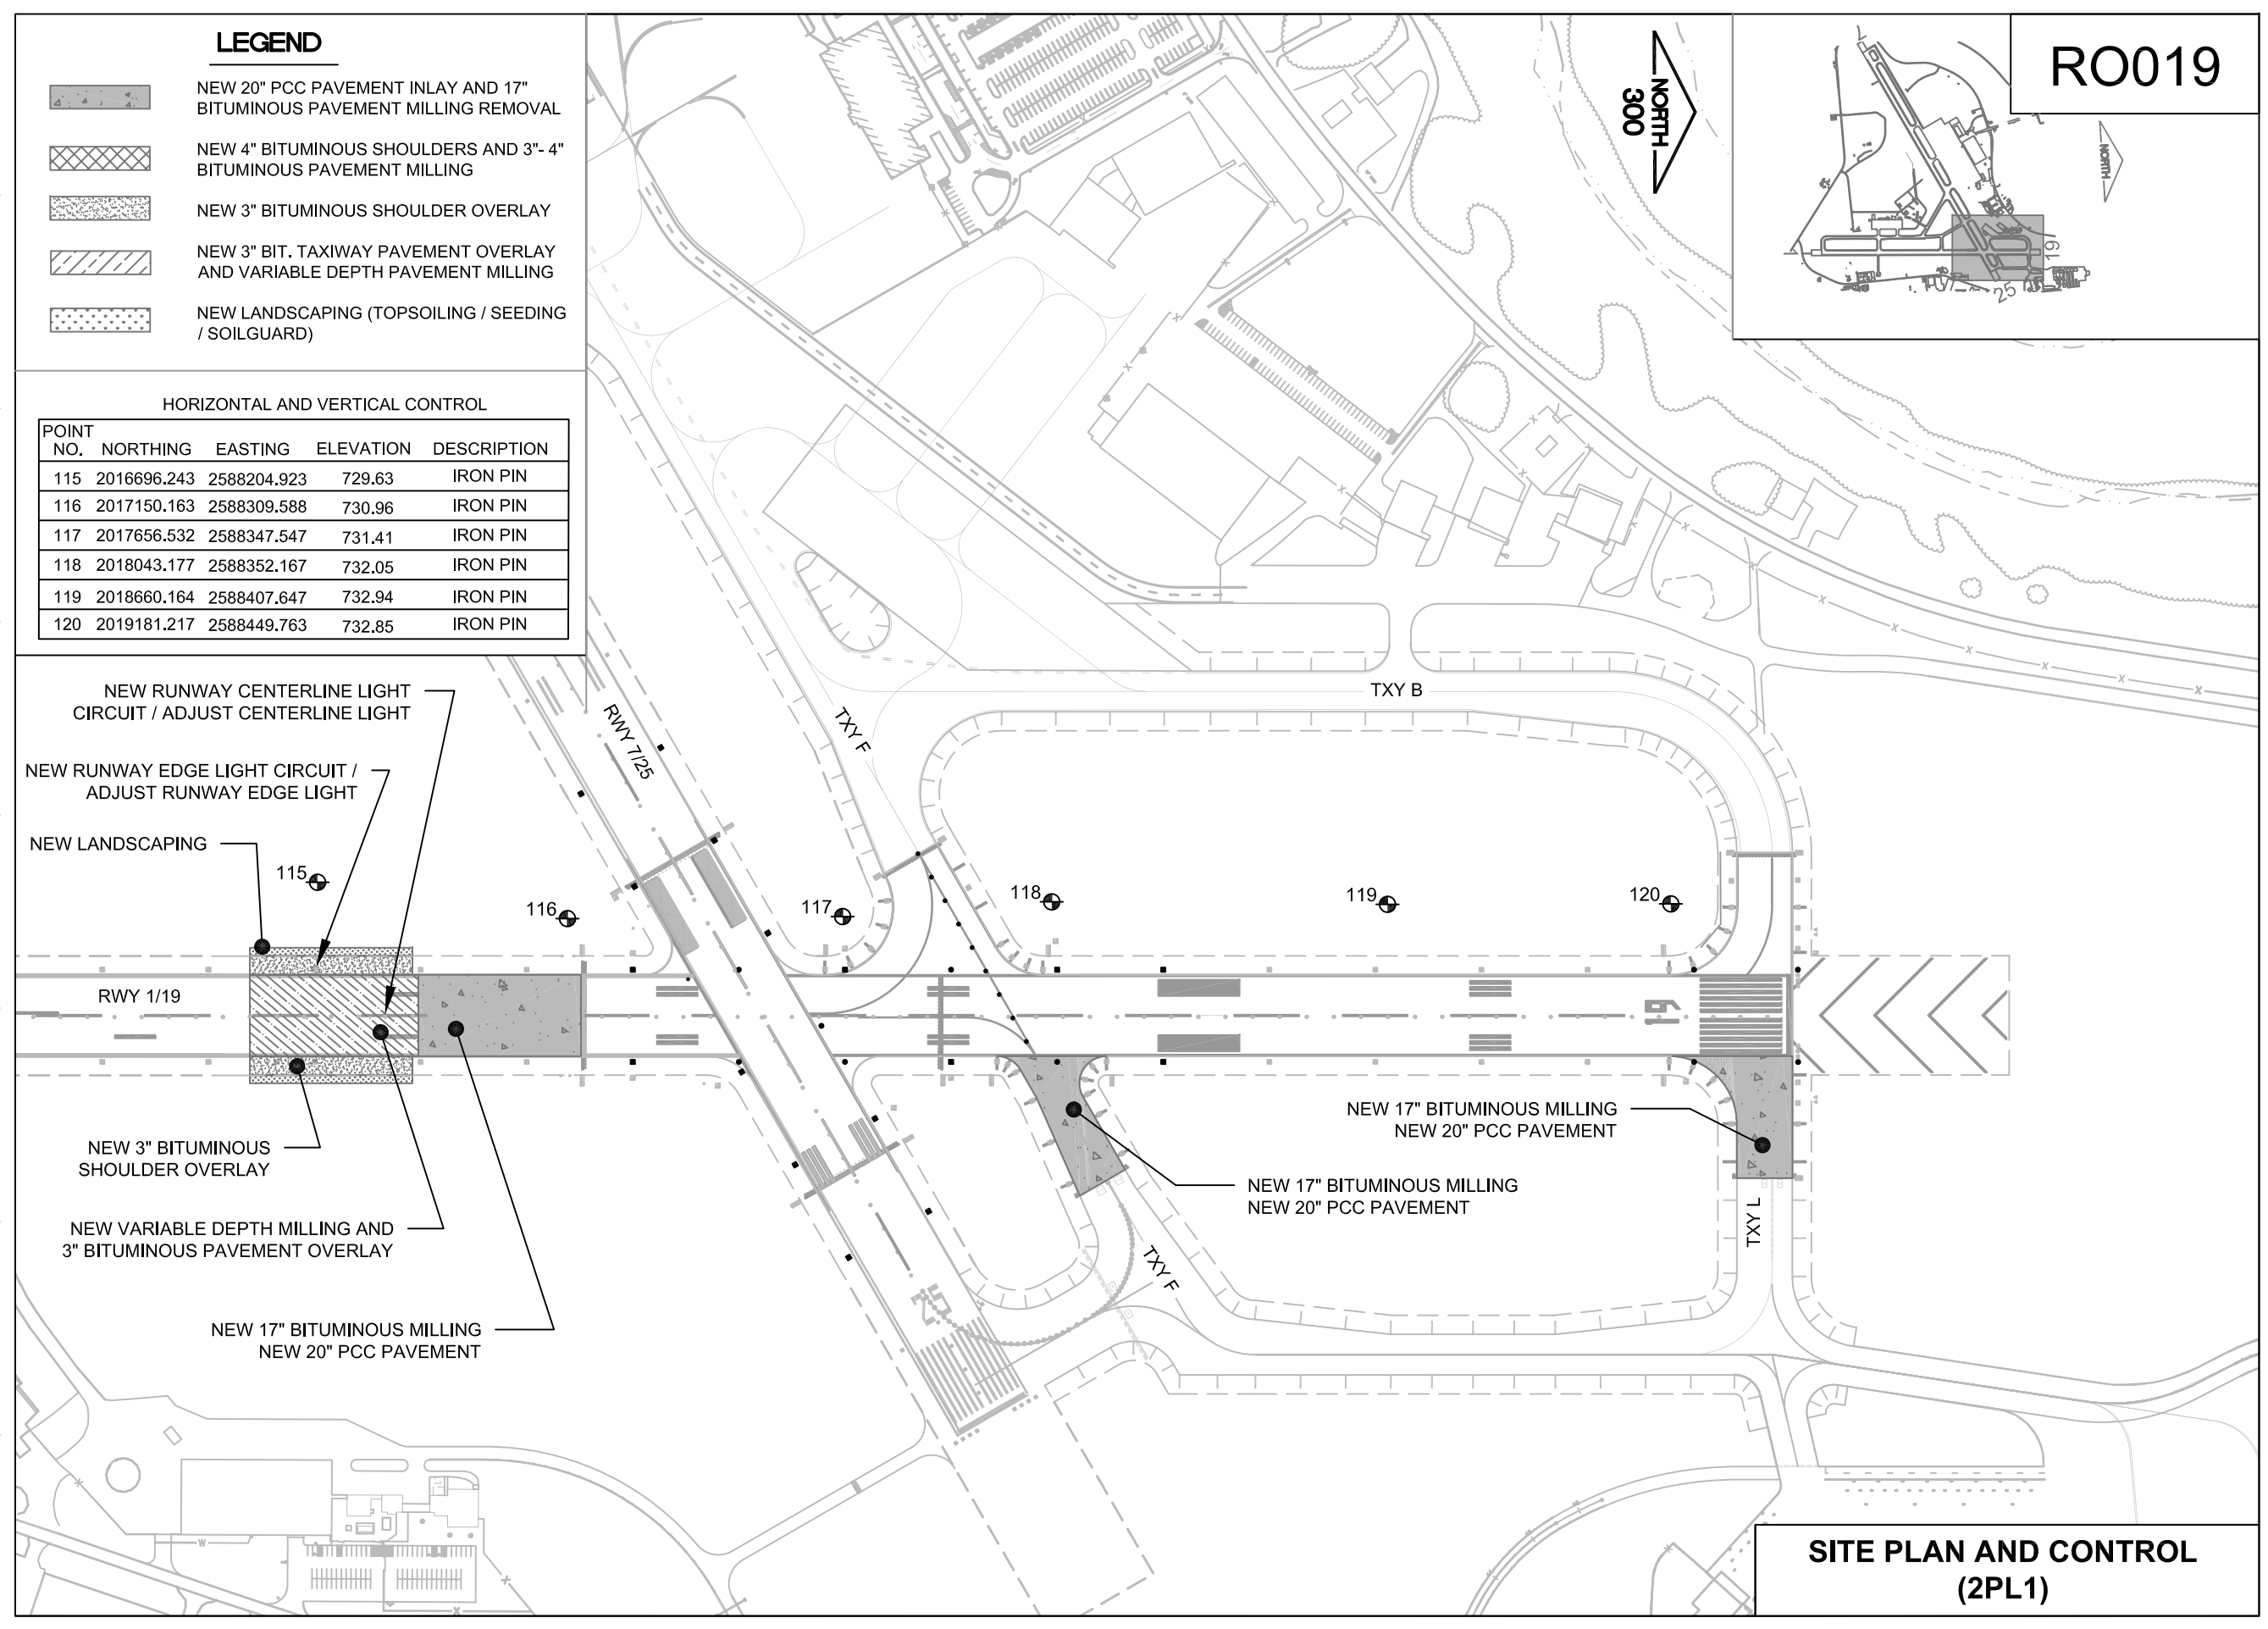 LEGEND
NEW 20" PCC PAVEMENT INLAY AND 17"
BITUMINOUS PAVEMENT MILLING REMOVAL
NEW 4" BITUMINOUS SHOULDERS AND 3"- 4"
BITUMINOUS PAVEMENT MILLING
NEW 3" BITUMINOUS SHOULDER OVERLAY
NEW 3" BIT. TAXIWAY PAVEMENT OVERLAY
AND VARIABLE DEPTH PAVEMENT MILLING
NEW LANDSCAPING (TOPSOILING / SEEDING
/ SOILGUARD)
HORIZONTAL AND VERTICAL CONTROL
POINT
NO. NORTHING EASTING ELEVATION DESCRIPTION
115 2016696.243 2588204.923 729.63 IRON PIN
116 2017150.163 2588309.588 730.96 IRON PIN
117 2017656.532 2588347.547 731.41 IRON PIN
118 2018043.177 2588352.167 732.05 IRON PIN
119 2018660.164 2588407.647 732.94 IRON PIN
120 2019181.217 2588449.763 732.85 IRON PIN
NORTH
300
RO019
NORTH
1
7
19
25
NEW RUNWAY CENTERLINE LIGHT
CIRCUIT / ADJUST CENTERLINE LIGHT
NEW RUNWAY EDGE LIGHT CIRCUIT /
ADJUST RUNWAY EDGE LIGHT
NEW LANDSCAPING
RWY 7/25
TXY F
TXY B
115
116
117
118
119
120
RWY 1/19
19
NEW 3" BITUMINOUS
SHOULDER OVERLAY
NEW VARIABLE DEPTH MILLING AND
3" BITUMINOUS PAVEMENT OVERLAY
NEW 17" BITUMINOUS MILLING
NEW 20" PCC PAVEMENT
NEW 17" BITUMINOUS MILLING
NEW 20" PCC PAVEMENT
NEW 17" BITUMINOUS MILLING
NEW 20" PCC PAVEMENT
TXY F
TXY L
25
SITE PLAN AND CONTROL
(2PL1)